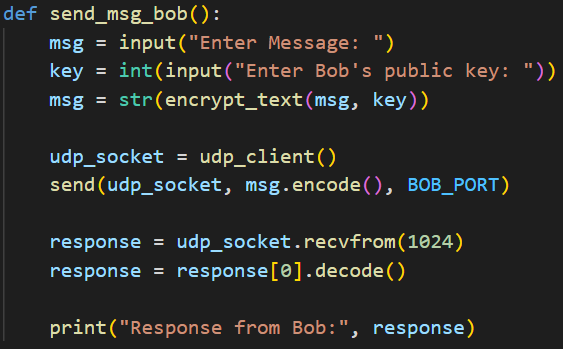 def send_msg_bob():
    msg = input("Enter Message: ")
    key = int(input("Enter Bob's public key: "))
    msg = str(encrypt_text(msg, key))

    udp_socket = udp_client()
    send(udp_socket, msg.encode(), BOB_PORT)

    response = udp_socket.recvfrom(1024)
    response = response[0].decode()

    print("Response from Bob:", response)